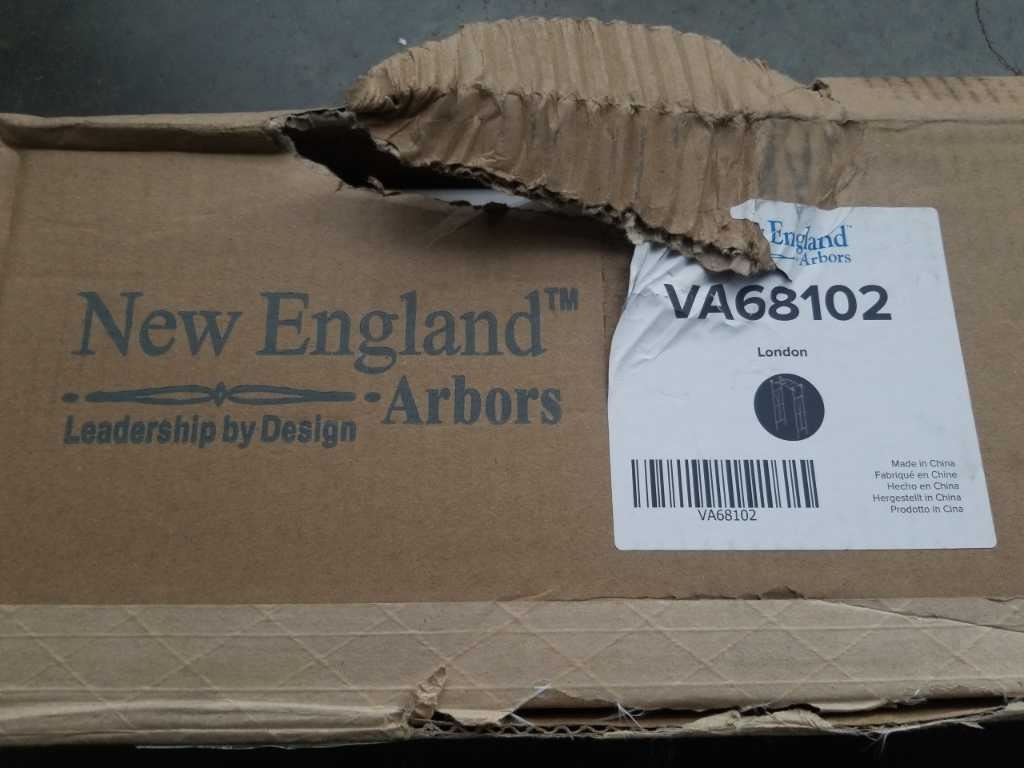 New England™
Arbors
Leadership by Design
England™
Arbors
VA68102
London
VA68102
Made in China
Fabriqué en Chine
Hecho en China
Hergestellt in China
Prodotto in Cina